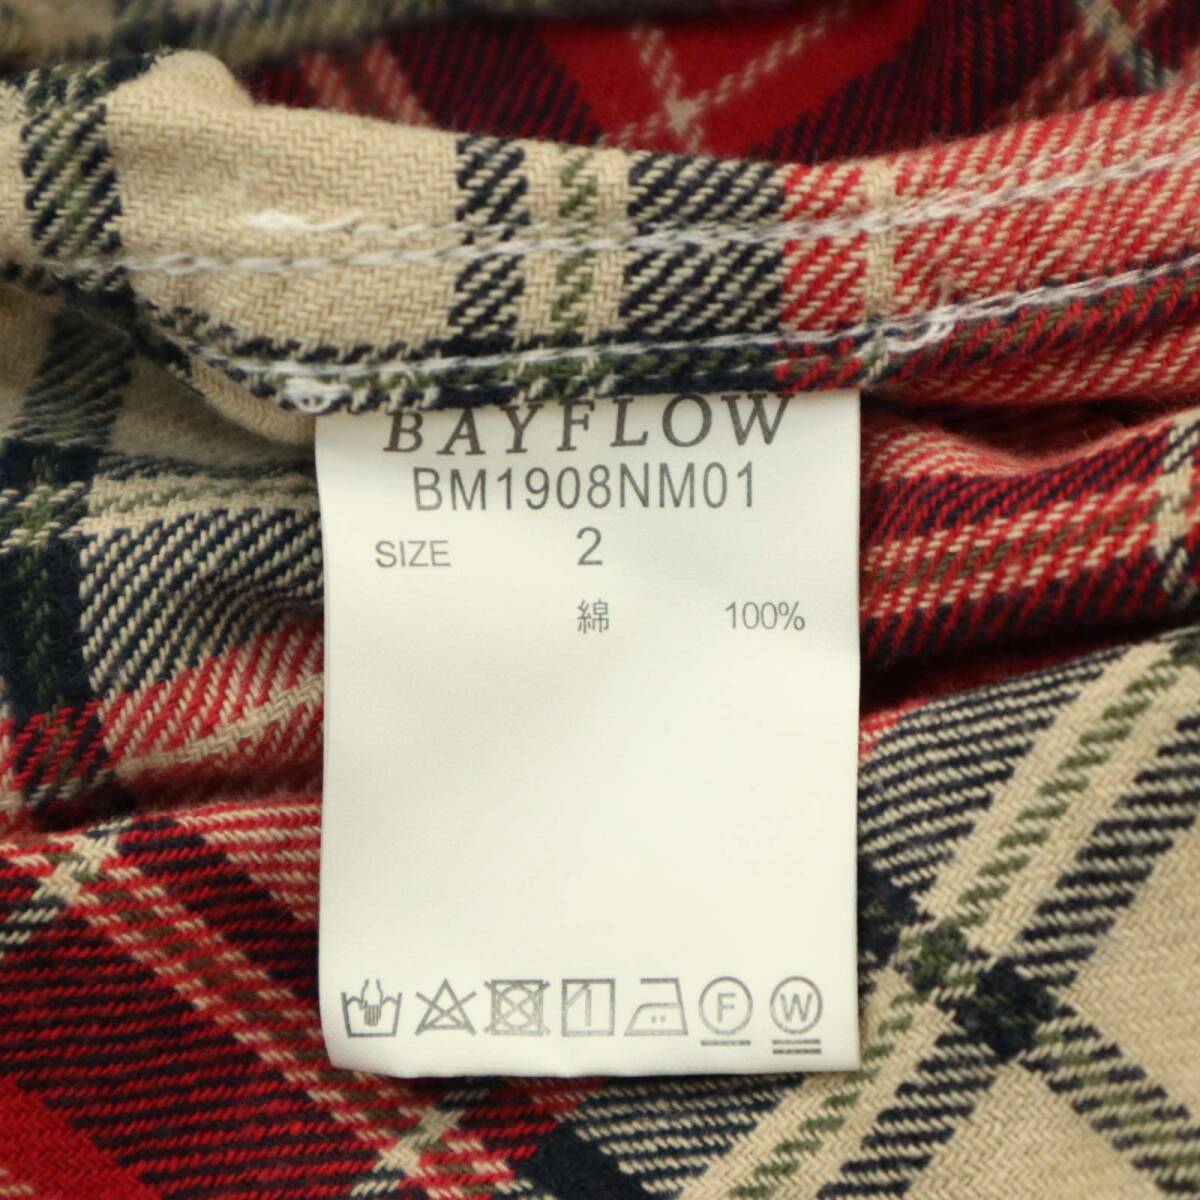 BAYFLOW
BM1908NM01
SIZE 2
綿 100%
F W